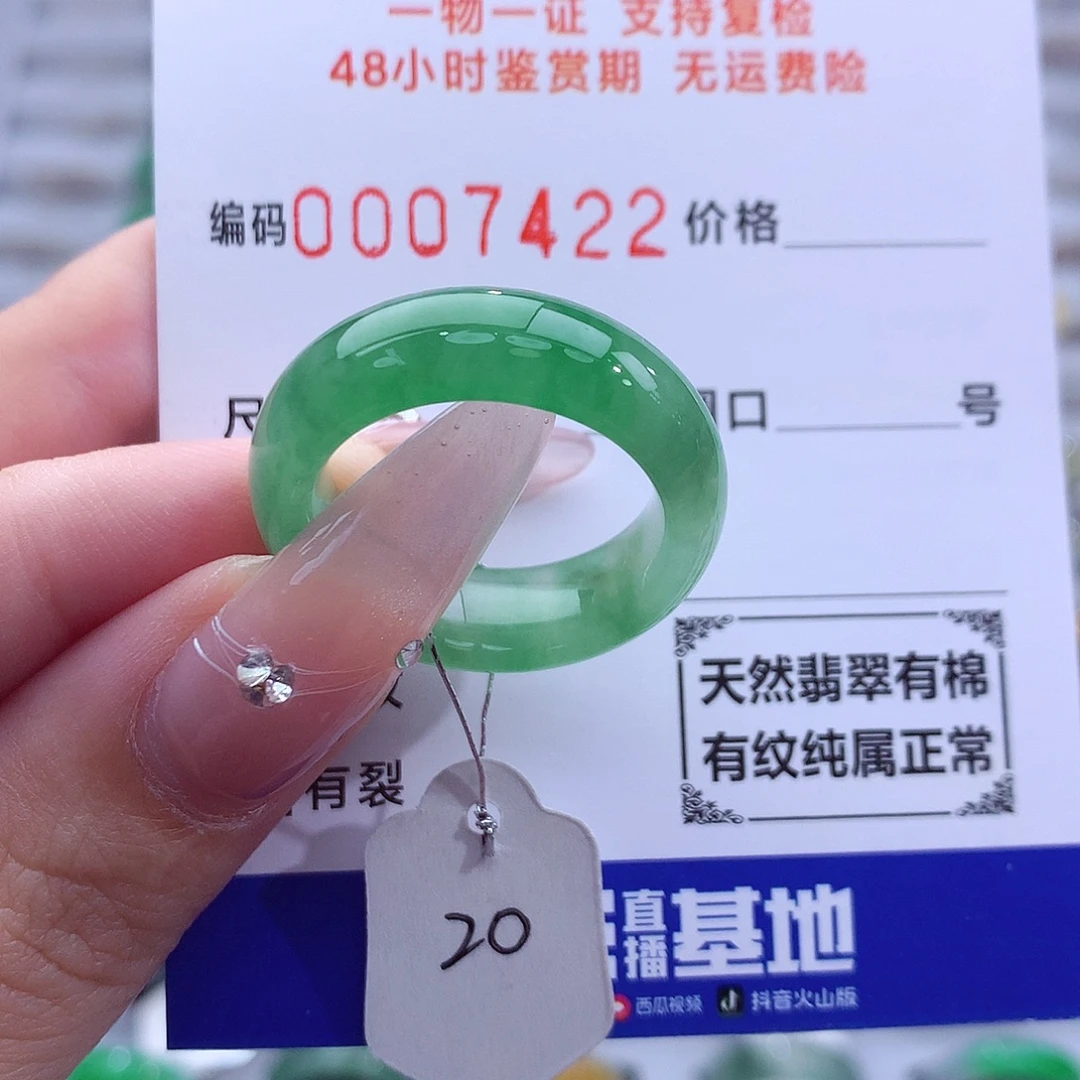 一物一证 支持复检
48小时鉴赏期 无运费险
编码0007422 价格
尺 口 号
天然翡翠有棉
有纹纯属正常
有裂
20
直播基地
西瓜视频 抖音火山版